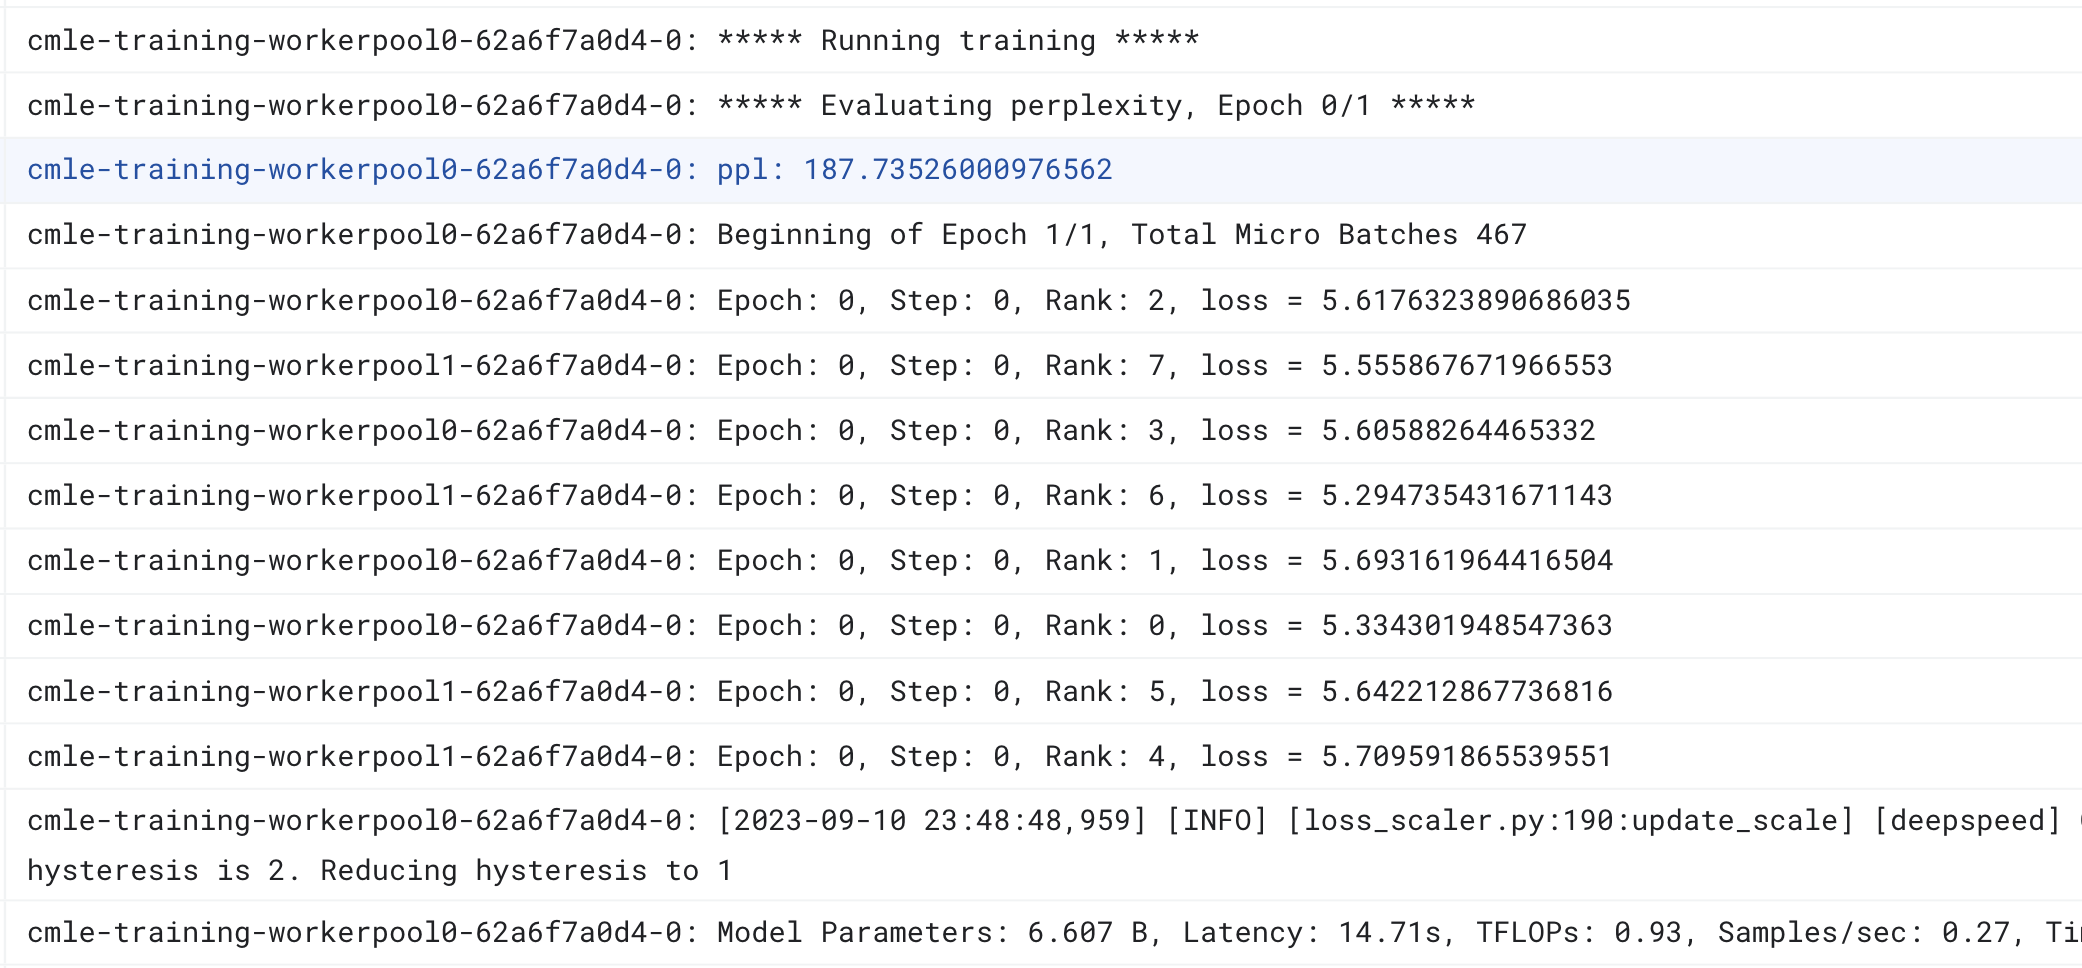 cmle-training-workerpool0-62a6f7a0d4-0: ***** Running training *****
cmle-training-workerpool0-62a6f7a0d4-0: ***** Evaluating perplexity, Epoch 0/1 *****
cmle-training-workerpool0-62a6f7a0d4-0: ppl: 187.73526000976562
cmle-training-workerpool0-62a6f7a0d4-0: Beginning of Epoch 1/1, Total Micro Batches 467
cmle-training-workerpool0-62a6f7a0d4-0: Epoch: 0, Step: 0, Rank: 2, loss = 5.6176323890686035
cmle-training-workerpool1-62a6f7a0d4-0: Epoch: 0, Step: 0, Rank: 7, loss = 5.555867671966553
cmle-training-workerpool0-62a6f7a0d4-0: Epoch: 0, Step: 0, Rank: 3, loss = 5.60588264465332
cmle-training-workerpool1-62a6f7a0d4-0: Epoch: 0, Step: 0, Rank: 6, loss = 5.294735431671143
cmle-training-workerpool0-62a6f7a0d4-0: Epoch: 0, Step: 0, Rank: 1, loss = 5.693161964416504
cmle-training-workerpool0-62a6f7a0d4-0: Epoch: 0, Step: 0, Rank: 0, loss = 5.334301948547363
cmle-training-workerpool1-62a6f7a0d4-0: Epoch: 0, Step: 0, Rank: 5, loss = 5.642212867736816
cmle-training-workerpool1-62a6f7a0d4-0: Epoch: 0, Step: 0, Rank: 4, loss = 5.709591865539551
cmle-training-workerpool0-62a6f7a0d4-0: [2023-09-10 23:48:48,959] [INFO] [loss_scaler.py:190:update_scale] [deepspeed]
hysteresis is 2. Reducing hysteresis to 1
cmle-training-workerpool0-62a6f7a0d4-0: Model Parameters: 6.607 B, Latency: 14.71s, TFLOPs: 0.93, Samples/sec: 0.27,